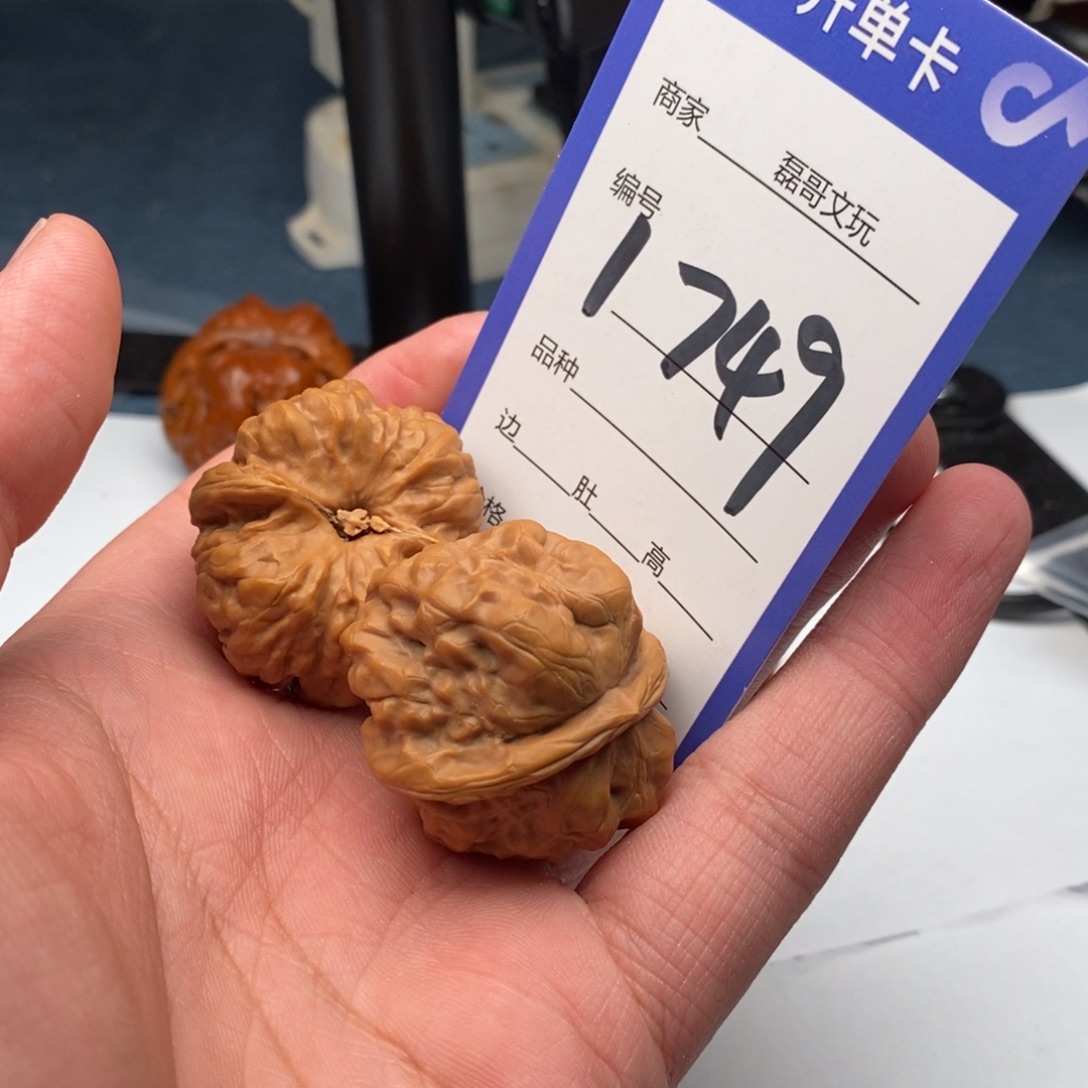 开单卡
商家 磊哥文玩
编号 1749
品种
边 肚 高
格